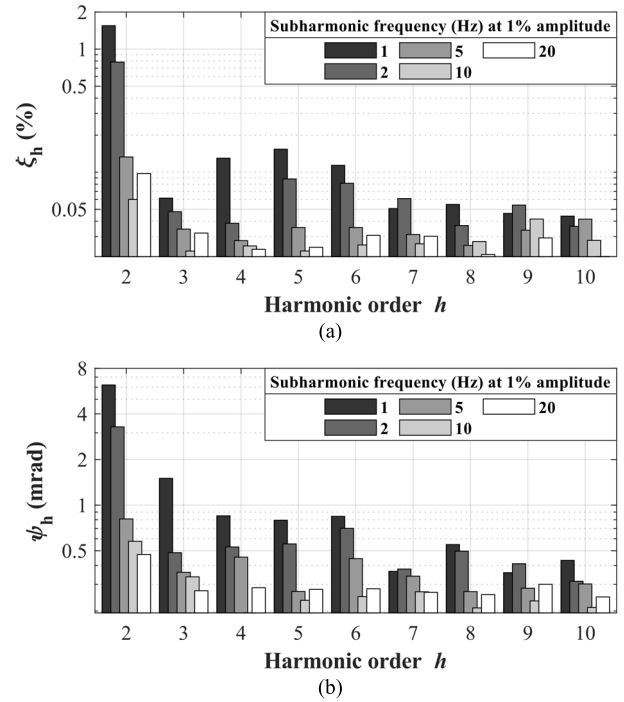 2
1
0.5
0.05
ξh (%)
Subharmonic frequency (Hz) at 1% amplitude
1 5 20
2 10
2 3 4 5 6 7 8 9 10
Harmonic order h
(a)
8
4
2
1
0.5
ψh (mrad)
Subharmonic frequency (Hz) at 1% amplitude
1 5 20
2 10
2 3 4 5 6 7 8 9 10
Harmonic order h
(b)